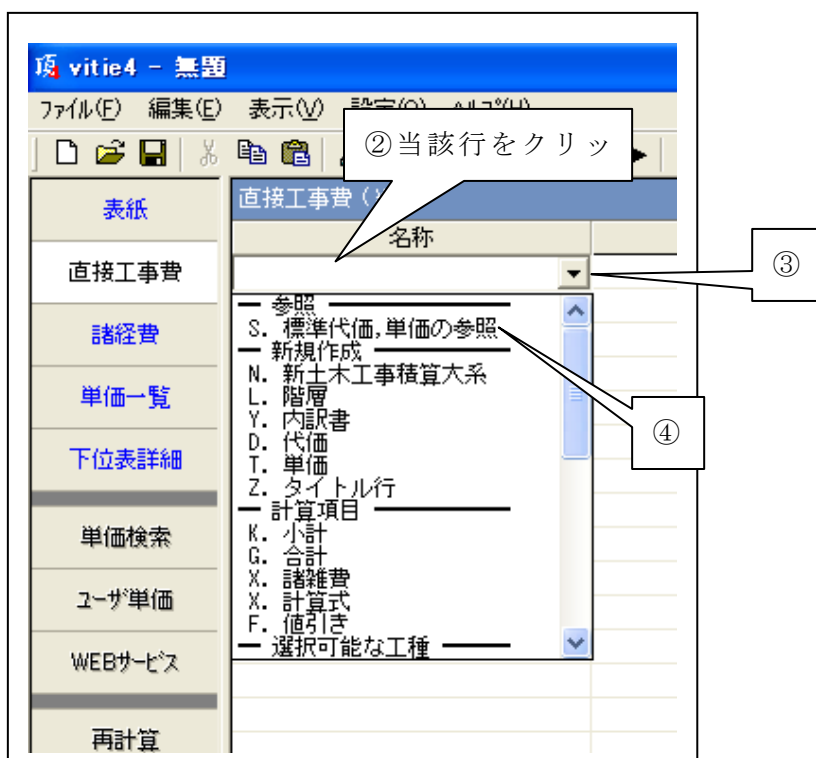 vitie4 - 無題
ファイル(F) 編集(E) 表示(V)
②当該行をクリッ
表紙
直接工事費
名称
直接工事費
③
━ 参照 ━
S. 標準代価,単価の参照
━ 新規作成 ━
諸経費
N. 新土木工事積算大系
L. 階層
単価一覧
Y. 内訳書
④
D. 代価
下位表詳細
T. 単価
Z. タイトル行
━ 計算項目 ━
単価検索
K. 小計
G. 合計
X. 諸雑費
ユーザ単価
X. 計算式
F. 値引き
━ 選択可能な工種 ━
WEBサービス
再計算